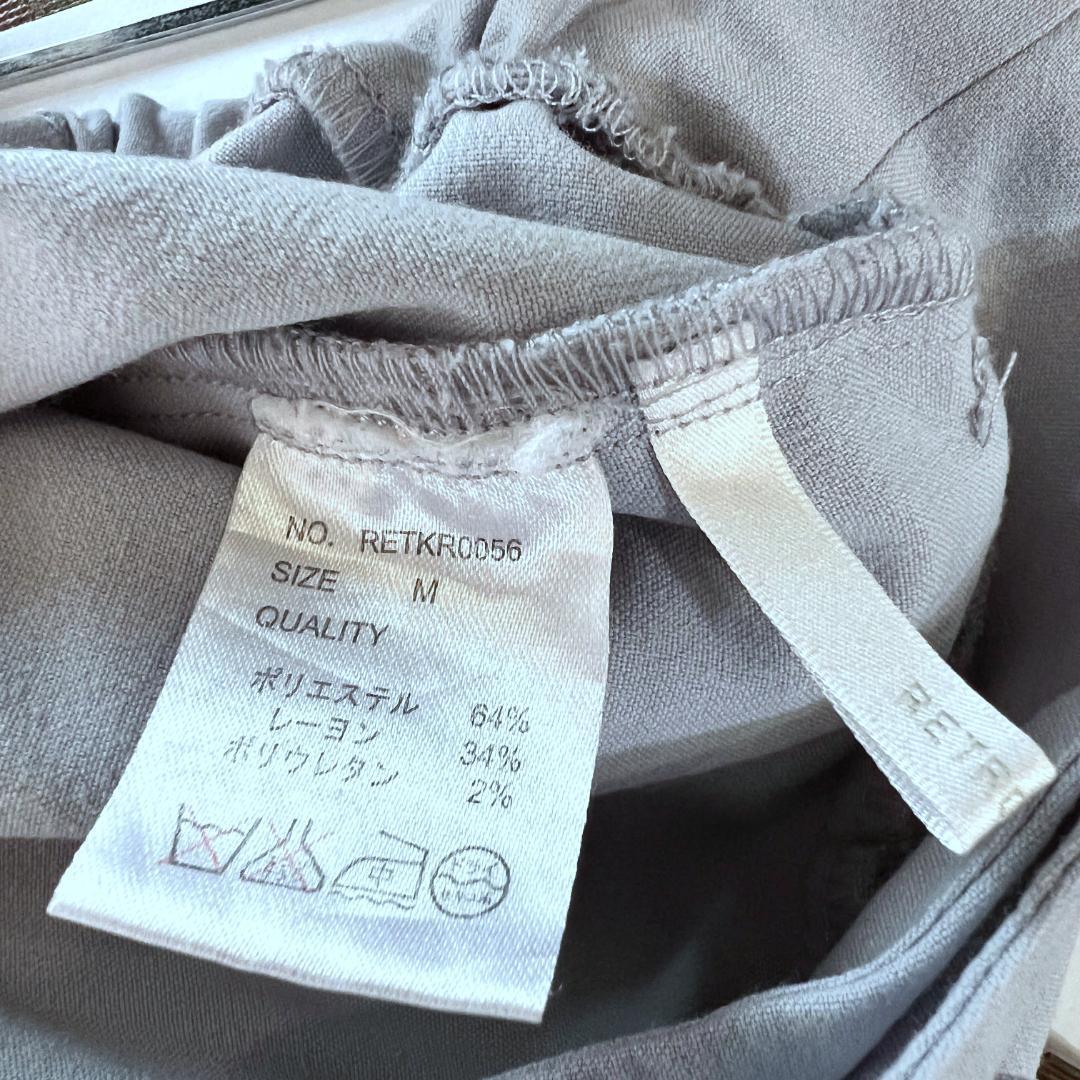 NO. RETKR0056
SIZE M
QUALITY
ポリエステル 64%
レーヨン 34%
ポリウレタン 2%
中